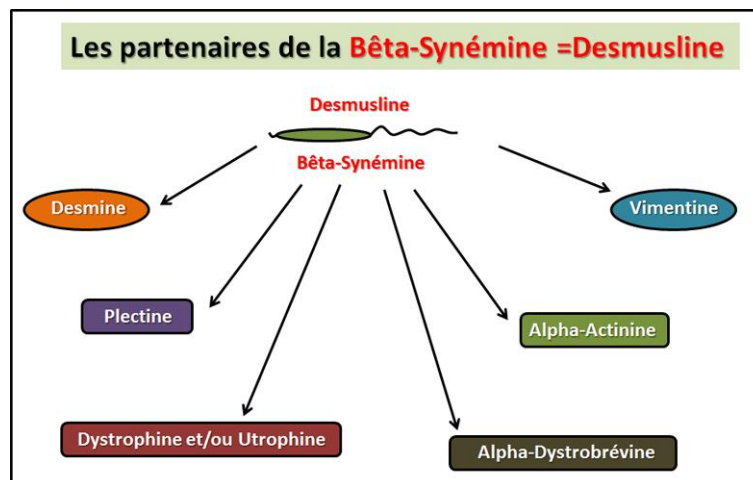 Les partenaires de la Bêta-Synémine =Desmusline
Desmusline
Bêta-Synémine
Desmine
Vimentine
Plectine
Alpha-Actinine
Dystrophine et/ou Utrophine
Alpha-Dystrobrévine